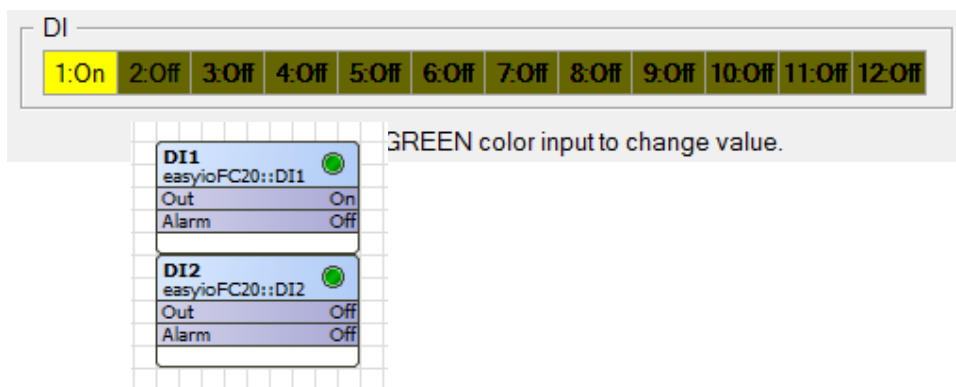 DI
1:On 2:Off 3:Off 4:Off 5:Off 6:Off 7:Off 8:Off 9:Off 10:Off 11:Off 12:Off
GREEN color input to change value.
DI1
easyioFC20::DI1
Out On
Alarm Off
DI2
easyioFC20::DI2
Out Off
Alarm Off